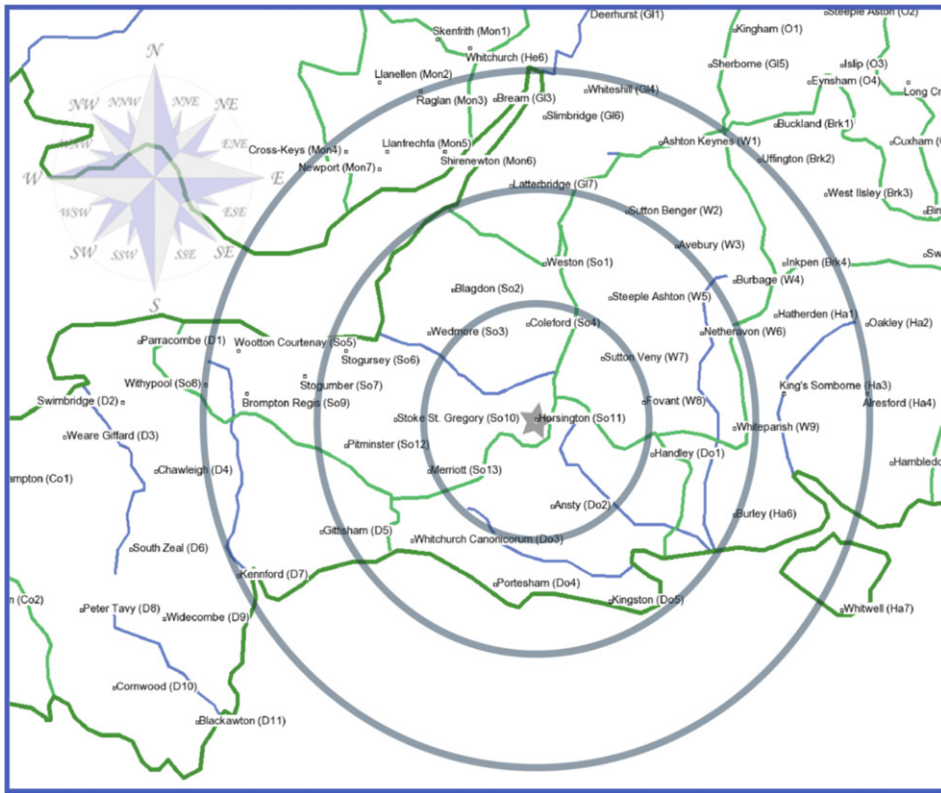 Steeple Aston (O2)
Deerhurst (Gl1)
Skenfrith (Mon1)
Kingham (O1)
Whitchurch (He6)
Sherborne (Gl5)
Islip (O3)
Llanellen (Mon2)
Eynsham (O4)
Long Cr
Whiteshill (Gl4)
Raglan (Mon3)
Bream (Gl3)
Slimbridge (Gl6)
Buckland (Brk1)
Cross-Keys (Mon4)
Llantrechfa (Mon5)
Ashton Keynes (W1)
Cuxham (
Shirenewton (Mon6)
Uffington (Brk2)
Newport (Mon7)
Latterbridge (Gl7)
West Ilsley (Brk3)
Sutton Benger (W2)
Bin
N
NNW
NNE
NW
NE
WNW
ENE
W
E
WSW
ESE
SW
SSW
SSE
SE
S
Avebury (W3)
Sw
Weston (So1)
Inkpen (Brk4)
Burbage (W4)
Blagdon (So2)
Steeple Ashton (W5)
Hatherden (Ha1)
Coleford (So4)
Oakley (Ha2)
Wedmore (So3)
Netheravon (W6)
Parracombe (D1)
Wootton Courtenay (So5)
Stogursey (So6)
Sutton Veny (W7)
Withypool (So8)
Stogumber (So7)
King's Somborne (Ha3)
Swimbridge (D2)
Brompton Regis (So9)
Fovant (W8)
Alresford (Ha4)
Stoke St. Gregory (So10)
Horsington (So11)
Weare Giffard (D3)
Whiteparish (W9)
Pitminster (So12)
Handley (Do1)
Chawleigh (D4)
Merriott (So13)
Hambledo
ampton (Co1)
Ansty (Do2)
Burley (Ha6)
Gittisham (D5)
Whitchurch Canonicorum (Do3)
South Zeal (D6)
Kennford (D7)
Portesham (Do4)
n (Co2)
Kingston (Do5)
Peter Tavy (D8)
Widecombe (D9)
Whitwell (Ha7)
Cornwood (D10)
Blackawton (D11)